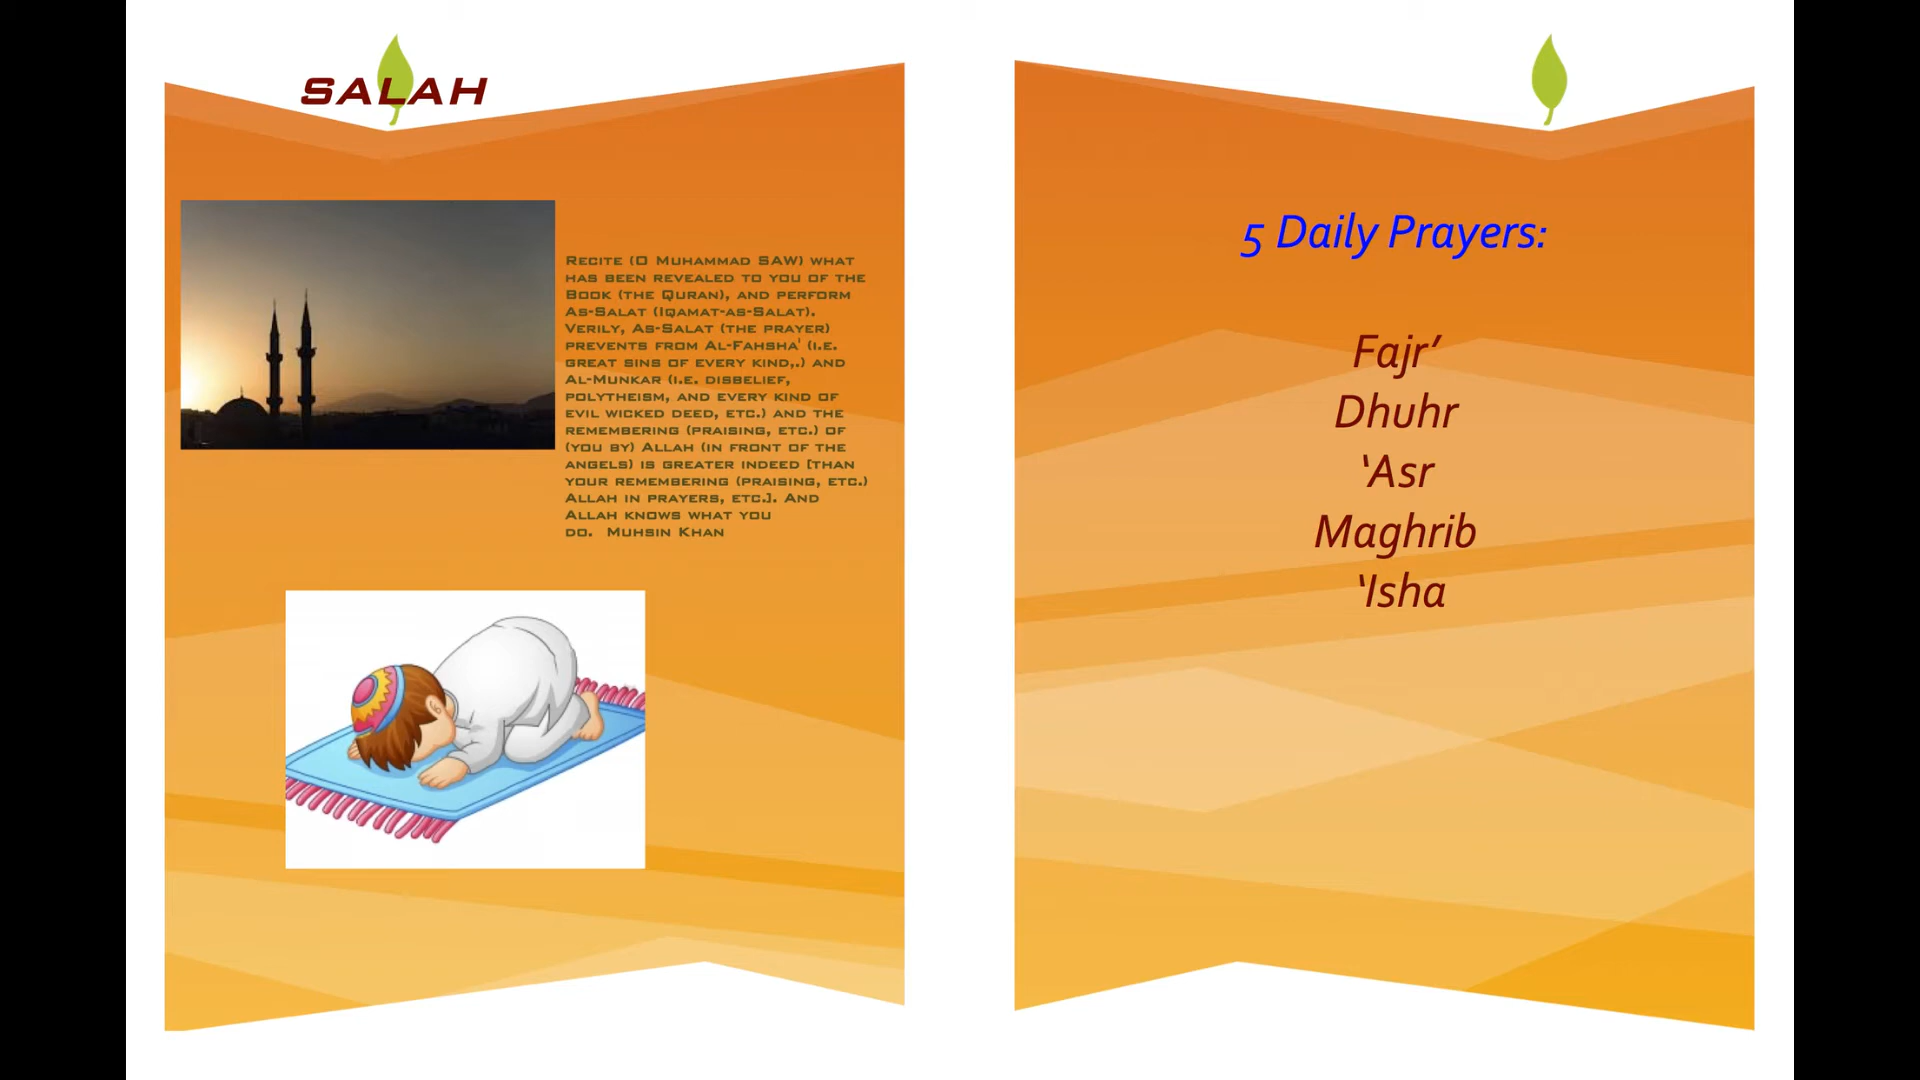 SALAH
Recite (O Muhammad SAW) what
has been revealed to you of the
Book (the Quran), and perform
As-Salat (Iqamat-as-Salat).
Verily, As-Salat (the prayer)
prevents from Al-Fahsha' (i.e.
great sins of every kind,.) and
Al-Munkar (i.e. disbelief,
polytheism, and every kind of
evil wicked deed, etc.) and the
remembering (praising, etc.) of
(you by) Allah (in front of the
angels) is greater indeed [than
your remembering (praising, etc.)
Allah in prayers, etc.]. And
Allah knows what you
do. Muhsin Khan
5 Daily Prayers:
Fajr’
Dhuhr
‘Asr
Maghrib
‘Isha